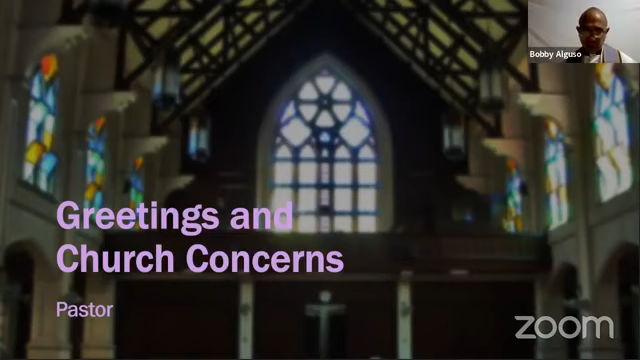 Bobby Alguso
Greetings and
Church Concerns
Pastor
zoom